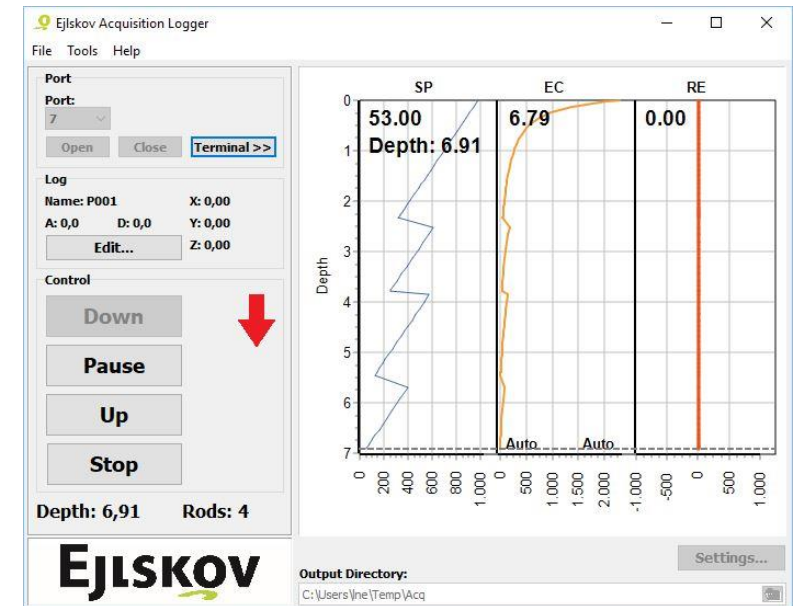 Ejlskov Acquisition Logger
File Tools Help
Port
Port:
7
Open Close Terminal >>
Log
Name: P001 X: 0,00
A: 0,0 D: 0,0 Y: 0,00
Edit... Z: 0,00
Control
Down
Pause
Up
Stop
Depth: 6,91 Rods: 4
EJLSKOV
SP EC RE
53.00 6.79 0.00
Depth: 6.91
Depth
0
1
2
3
4
5
6
7
Auto Auto
0 200 400 600 800 1.000 0 500 1.000 1.500 2.000 -1.000 -500 0 500 1.000
Settings...
Output Directory:
C:\Users\lne\Temp\Acq